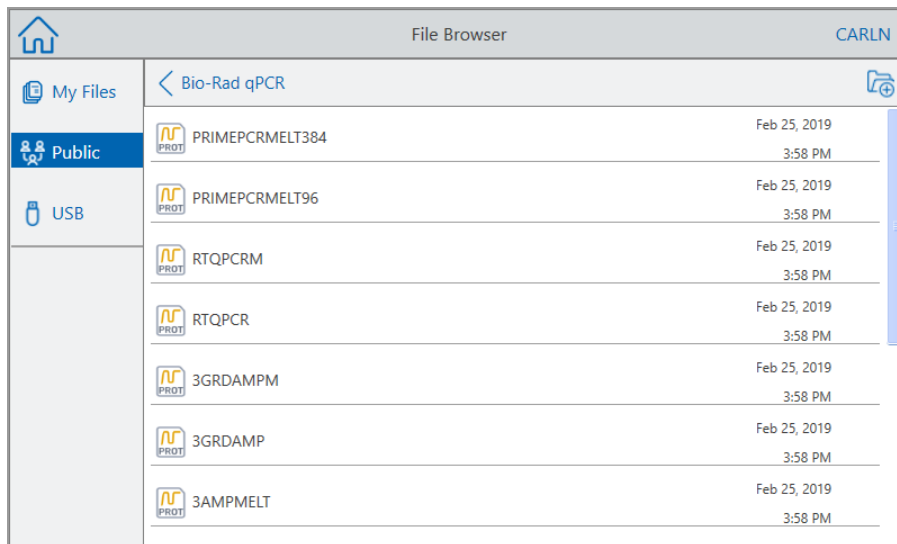 File Browser
CARLN
My Files
Public
USB
Bio-Rad qPCR
PROT
PRIMEPCRMELT384
Feb 25, 2019
3:58 PM
PROT
PRIMEPCRMELT96
Feb 25, 2019
3:58 PM
PROT
RTQPCRM
Feb 25, 2019
3:58 PM
PROT
RTQPCR
Feb 25, 2019
3:58 PM
PROT
3GRDAMPM
Feb 25, 2019
3:58 PM
PROT
3GRDAMP
Feb 25, 2019
3:58 PM
PROT
3AMPMELT
Feb 25, 2019
3:58 PM